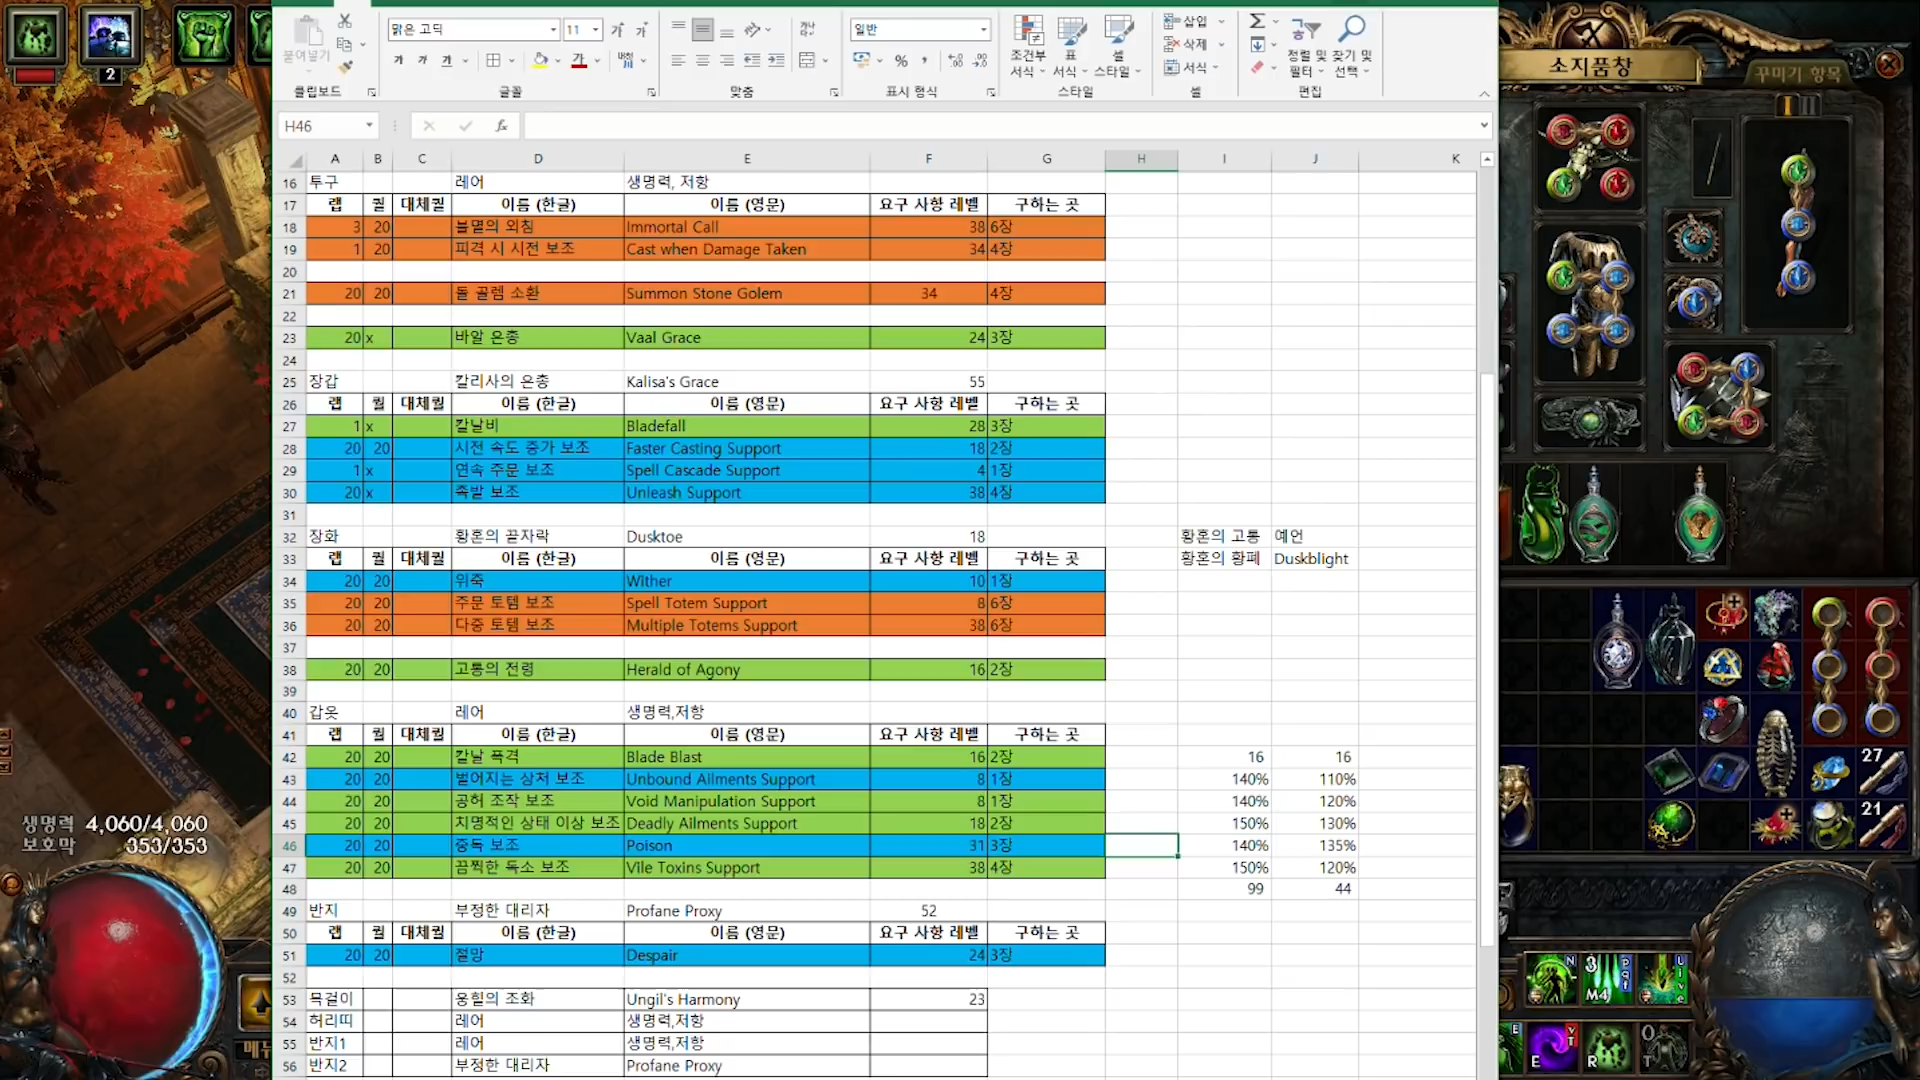 2
붙여넣기
클립보드
맑은 고딕
11
가 가
가 가 가
가
내천
글꼴
맞춤
일반
% ,
표시 형식
조건부 서식
표 서식
셀 스타일
스타일
삽입
삭제
서식
셀
정렬 및 필터
찾기 및 선택
편집
H46
fx
A B C D E F G H I J K
16 투구 레어 생명력, 저항
17 랩 퀄 대체퀄 이름 (한글) 이름 (영문) 요구 사항 레벨 구하는 곳
18 3 20 불멸의 외침 Immortal Call 38 6장
19 1 20 피격 시 시전 보조 Cast when Damage Taken 34 4장
20
21 20 20 돌 골렘 소환 Summon Stone Golem 34 4장
22
23 20 x 바알 은총 Vaal Grace 24 3장
24
25 장갑 칼리사의 은총 Kalisa's Grace 55
26 랩 퀄 대체퀄 이름 (한글) 이름 (영문) 요구 사항 레벨 구하는 곳
27 1 x 칼날비 Bladefall 28 3장
28 20 20 시전 속도 증가 보조 Faster Casting Support 18 2장
29 1 x 연속 주문 보조 Spell Cascade Support 4 1장
30 20 x 촉발 보조 Unleash Support 38 4장
31
32 장화 황혼의 끝자락 Dusktoe 18 황혼의 고통 예언
33 랩 퀄 대체퀄 이름 (한글) 이름 (영문) 요구 사항 레벨 구하는 곳 황혼의 황폐 Duskblight
34 20 20 위축 Wither 10 1장
35 20 20 주문 토템 보조 Spell Totem Support 8 6장
36 20 20 다중 토템 보조 Multiple Totems Support 38 6장
37
38 20 20 고통의 전령 Herald of Agony 16 2장
39
40 갑옷 레어 생명력,저항
41 랩 퀄 대체퀄 이름 (한글) 이름 (영문) 요구 사항 레벨 구하는 곳
42 20 20 칼날 폭격 Blade Blast 16 2장 16 16
43 20 20 벌어지는 상처 보조 Unbound Ailments Support 8 1장 140% 110%
44 20 20 공허 조작 보조 Void Manipulation Support 8 1장 140% 120%
45 20 20 치명적인 상태 이상 보조 Deadly Ailments Support 18 2장 150% 130%
46 20 20 중독 보조 Poison 31 3장 140% 135%
47 20 20 끔찍한 독소 보조 Vile Toxins Support 38 4장 150% 120%
48 99 44
49 반지 부정한 대리자 Profane Proxy 52
50 랩 퀄 대체퀄 이름 (한글) 이름 (영문) 요구 사항 레벨 구하는 곳
51 20 20 절망 Despair 24 3장
52
53 목걸이 웅힐의 조화 Ungil's Harmony 23
54 허리띠 레어 생명력,저항
55 반지1 레어 생명력,저항
56 반지2 부정한 대리자 Profane Proxy
생명력 4,060/4,060
보호막 353/353
메뉴
소지품창
꾸미기 항목
I II
27
21
N
3
M4
E
R
T